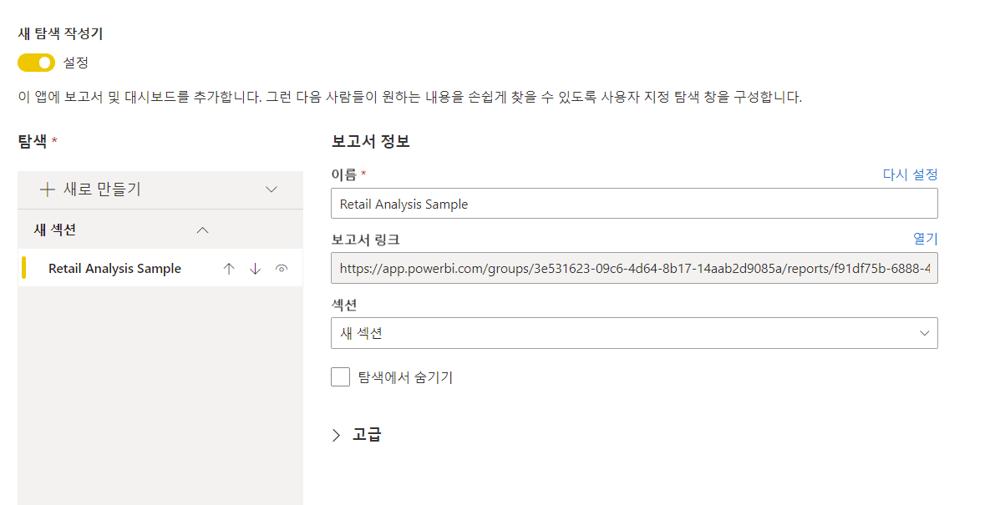 새 탐색 작성기
설정
이 앱에 보고서 및 대시보드를 추가합니다. 그런 다음 사람들이 원하는 내용을 손쉽게 찾을 수 있도록 사용자 지정 탐색 창을 구성합니다.
탐색 *
새로 만들기
새 섹션
Retail Analysis Sample
보고서 정보
이름 *
다시 설정
Retail Analysis Sample
보고서 링크
열기
https://app.powerbi.com/groups/3e531623-09c6-4d64-8b17-14aab2d9085a/reports/f91df75b-6888-4
섹션
새 섹션
탐색에서 숨기기
고급